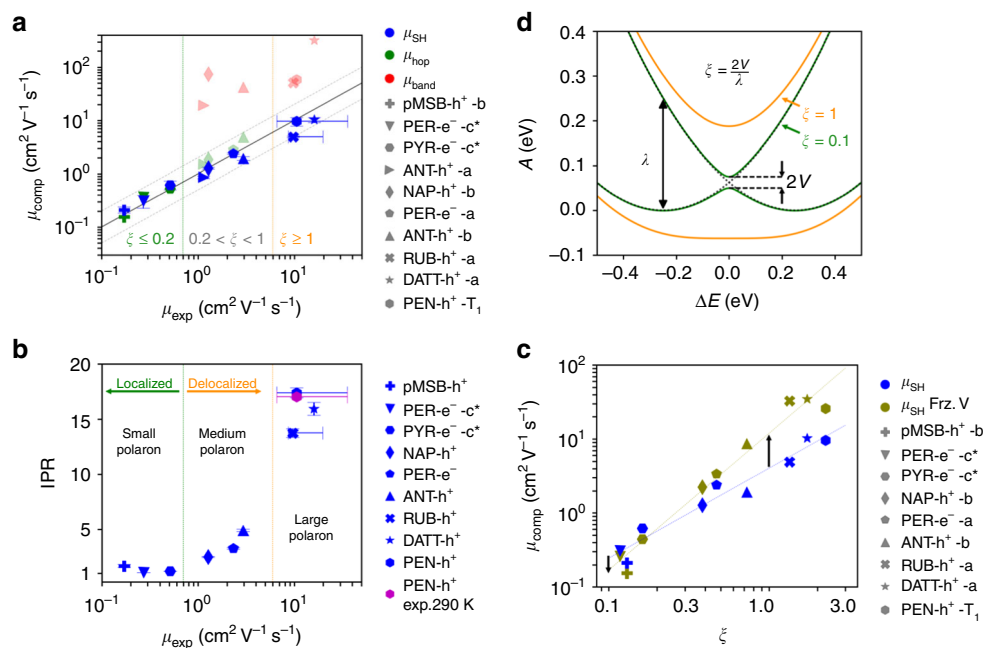 a
μcomp (cm² V⁻¹ s⁻¹)
10²
10¹
10⁰
10⁻¹
ξ ≤ 0.2
0.2 < ξ < 1
ξ ≥ 1
10⁻¹
10⁰
10¹
μexp (cm² V⁻¹ s⁻¹)
μSH
μhop
μband
pMSB-h⁺ -b
PER-e⁻ -c*
PYR-e⁻ -c*
ANT-h⁺ -a
NAP-h⁺ -b
PER-e⁻ -a
ANT-h⁺ -b
RUB-h⁺ -a
DATT-h⁺ -a
PEN-h⁺ -T₁
d
A (eV)
0.4
0.3
0.2
0.1
0.0
−0.1
ξ = 2V/λ
ξ = 1
ξ = 0.1
λ
2V
−0.4
−0.2
0.0
0.2
0.4
ΔE (eV)
b
IPR
20
15
10
5
1
Localized
Delocalized
Small
polaron
Medium
polaron
Large
polaron
10⁻¹
10⁰
10¹
μexp (cm² V⁻¹ s⁻¹)
pMSB-h⁺
PER-e⁻ -c*
PYR-e⁻ -c*
NAP-h⁺
PER-e⁻
ANT-h⁺
RUB-h⁺
DATT-h⁺
PEN-h⁺
PEN-h⁺
exp.290 K
c
μcomp (cm² V⁻¹ s⁻¹)
10²
10¹
10⁰
10⁻¹
0.1
0.3
1.0
3.0
ξ
μSH
μSH Frz. V
pMSB-h⁺ -b
PER-e⁻ -c*
PYR-e⁻ -c*
NAP-h⁺ -b
PER-e⁻ -a
ANT-h⁺ -b
RUB-h⁺ -a
DATT-h⁺ -a
PEN-h⁺ -T₁